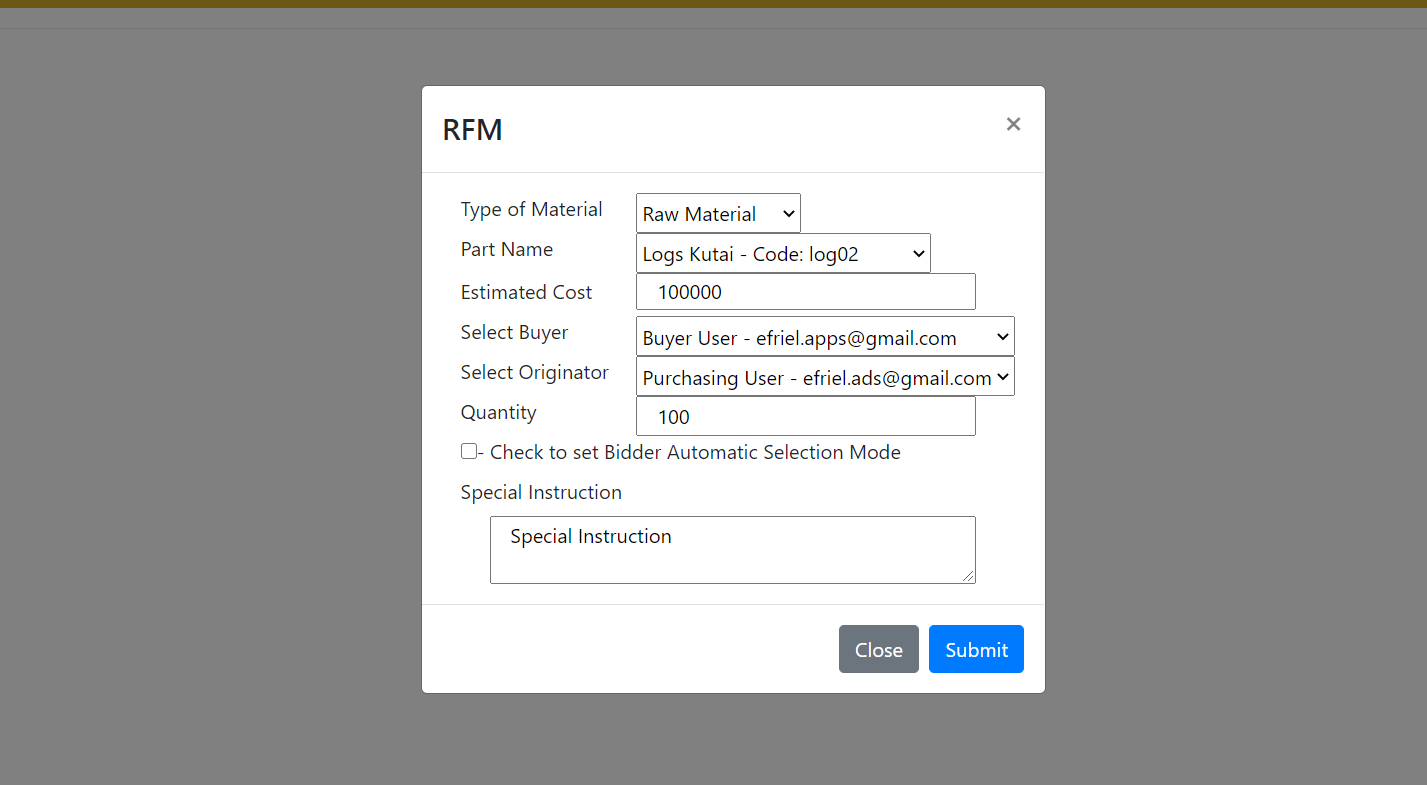 RFM ×
Type of Material Raw Material
Part Name Logs Kutai - Code: log02
Estimated Cost 100000
Select Buyer Buyer User - efriel.apps@gmail.com
Select Originator Purchasing User - efriel.ads@gmail.com
Quantity 100
- Check to set Bidder Automatic Selection Mode
Special Instruction
Special Instruction
Close Submit